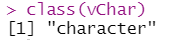 > class(vChar)
[1] "character"